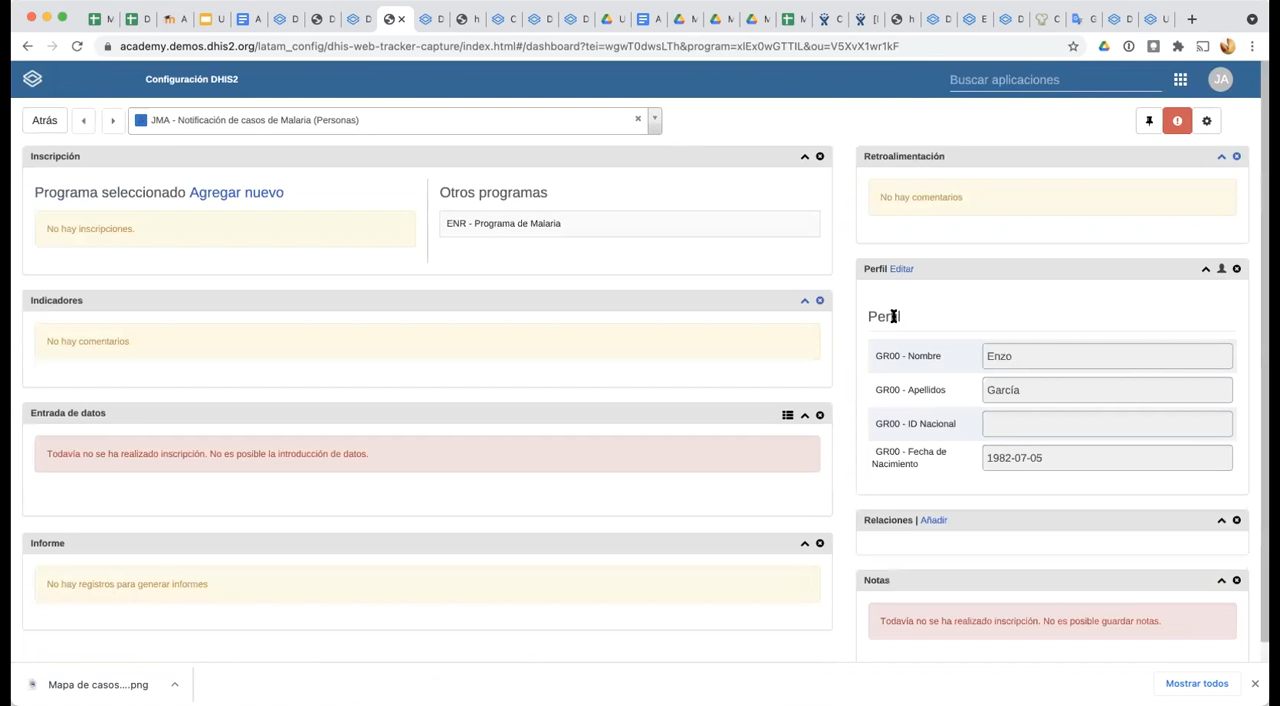 academy.demos.dhis2.org/latam_config/dhis-web-tracker-capture/index.html#/dashboard?tei=wgwT0dwsLTh&program=xIEx0wGTTIL&ou=V5XvX1wr1kF
Configuración DHIS2
Buscar aplicaciones
JA
Atrás
JMA - Notificación de casos de Malaria (Personas)
Inscripción
Programa seleccionado Agregar nuevo
No hay inscripciones.
Otros programas
ENR - Programa de Malaria
Indicadores
No hay comentarios
Entrada de datos
Todavía no se ha realizado inscripción. No es posible la introducción de datos.
Informe
No hay registros para generar informes
Retroalimentación
No hay comentarios
Perfil Editar
Perfil
GR00 - Nombre
Enzo
GR00 - Apellidos
García
GR00 - ID Nacional
GR00 - Fecha de
Nacimiento
1982-07-05
Relaciones | Añadir
Notas
Todavía no se ha realizado inscripción. No es posible guardar notas.
Mapa de casos....png
Mostrar todos